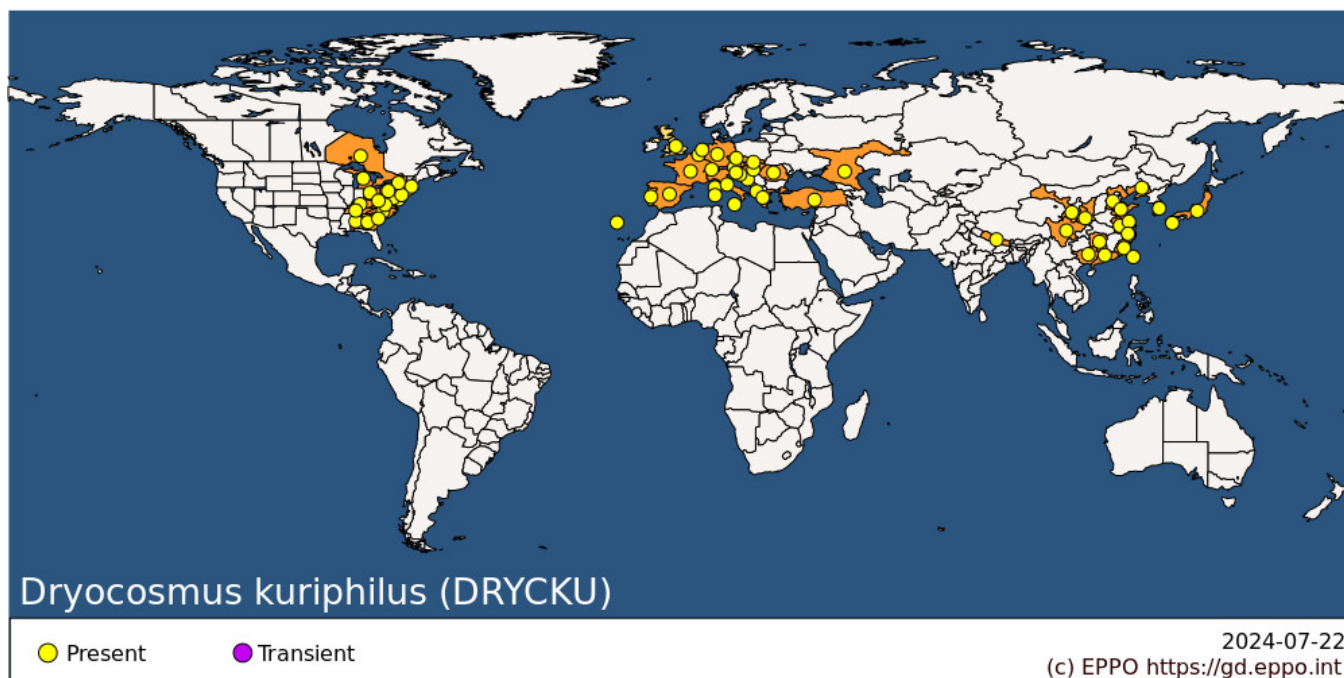 Dryocosmus kuriphilus (DRYCKU)
Present
Transient
2024-07-22
(c) EPPO https://gd.eppo.int